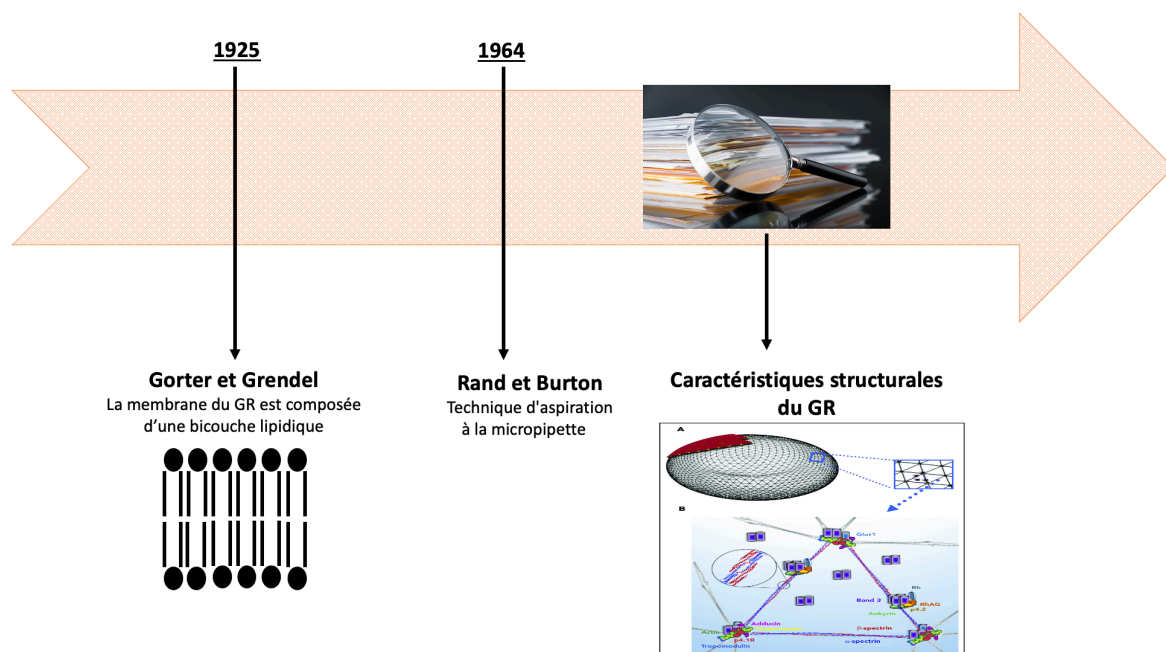 1925
1964
Gorter et Grendel
La membrane du GR est composée
d’une bicouche lipidique
Rand et Burton
Technique d'aspiration
à la micropipette
Caractéristiques structurales
du GR
A
B
Glut1
Rh
Band 3
RhAG
p4.2
Ankyrin
Adducin
Actin
p4.1R
Tropomodulin
β-spectrin
α-spectrin